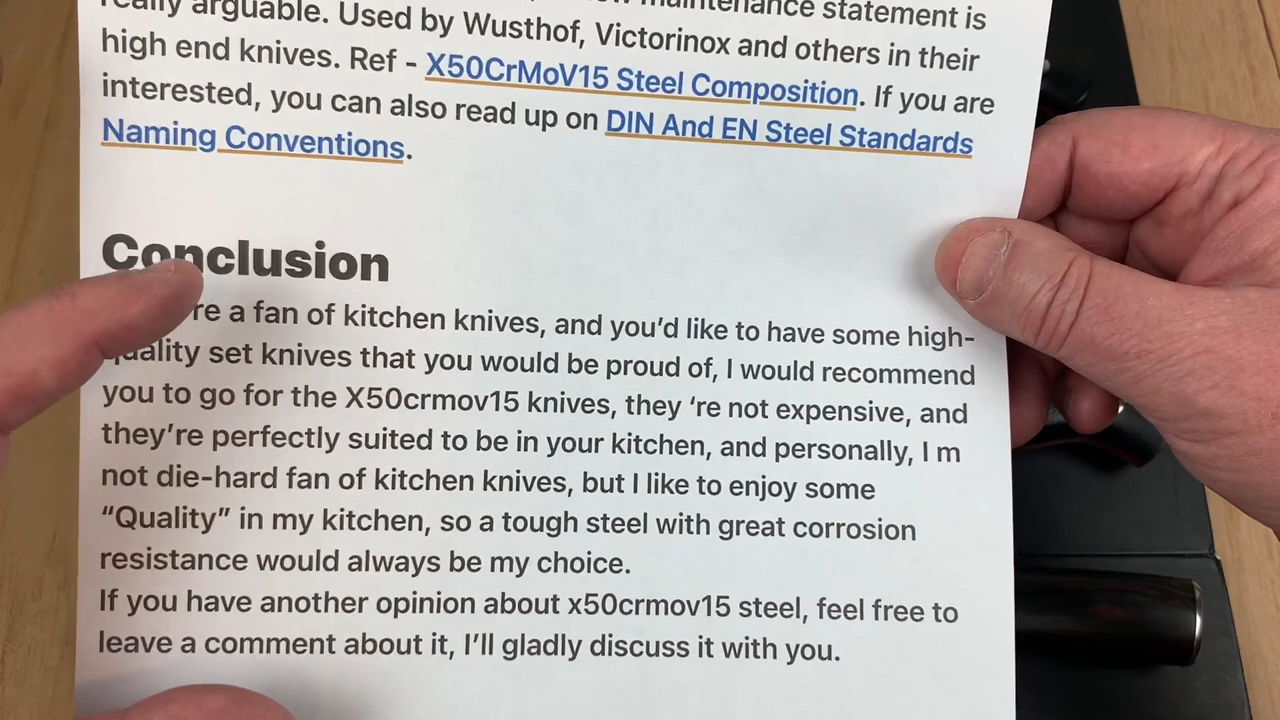 really arguable. Used by Wusthof, Victorinox and others in their maintenance statement is
high end knives. Ref - X50CrMoV15 Steel Composition. If you are
interested, you can also read up on DIN And EN Steel Standards
Naming Conventions.
Conclusion
re a fan of kitchen knives, and you’d like to have some high-
quality set knives that you would be proud of, I would recommend
you to go for the X50crmov15 knives, they ‘re not expensive, and
they’re perfectly suited to be in your kitchen, and personally, I m
not die-hard fan of kitchen knives, but I like to enjoy some
“Quality” in my kitchen, so a tough steel with great corrosion
resistance would always be my choice.
If you have another opinion about x50crmov15 steel, feel free to
leave a comment about it, I’ll gladly discuss it with you.